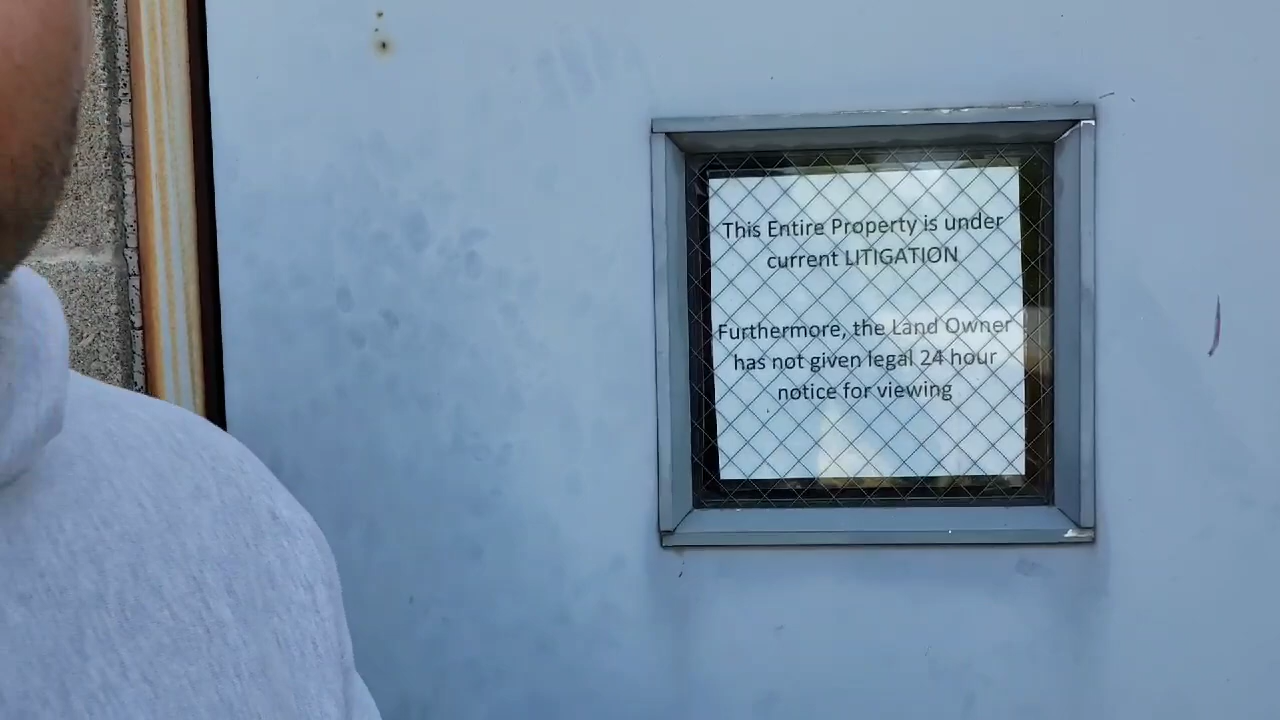 This Entire Property is under
current LITIGATION
Furthermore, the Land Owner
has not given legal 24 hour
notice for viewing